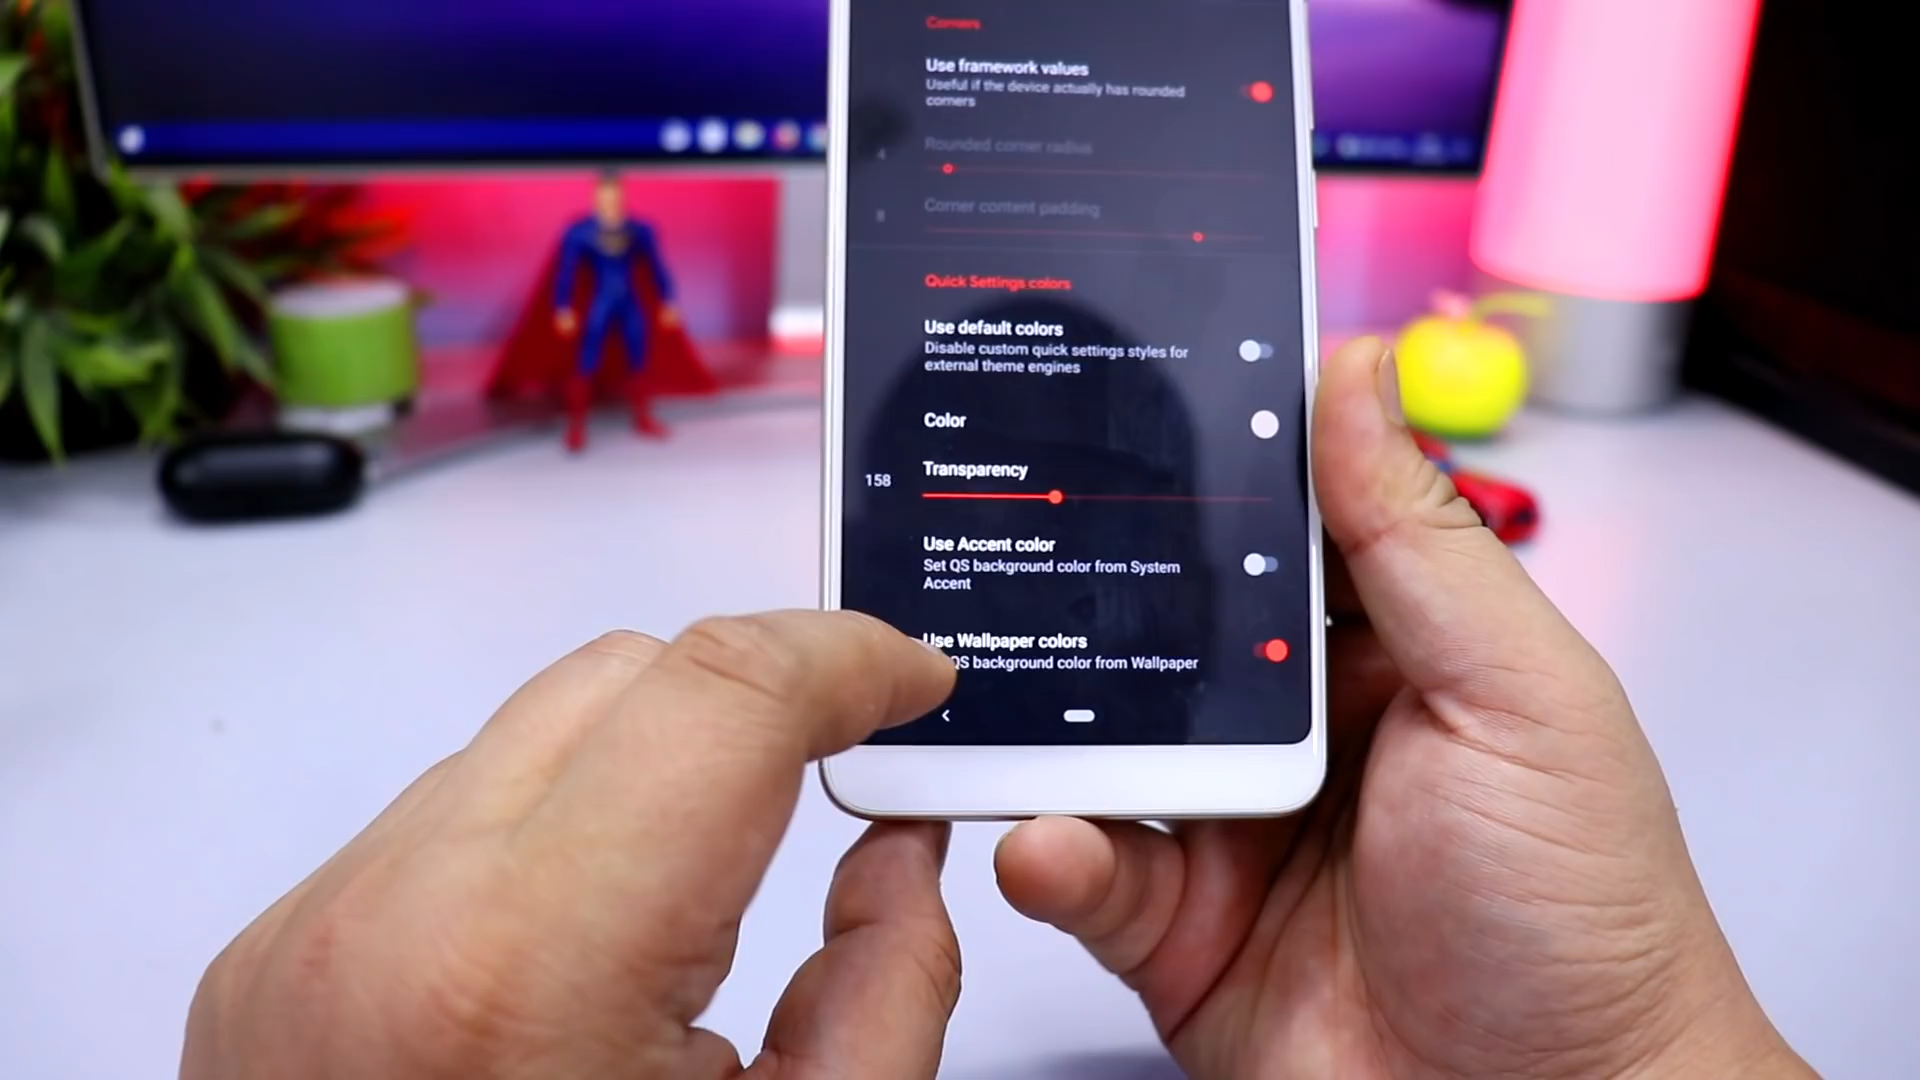 Corners
Use framework values
Useful if the device actually has rounded
corners
Rounded corner radius
4
Corner content padding
8
Quick Settings colors
Use default colors
Disable custom quick settings styles for
external theme engines
Color
Transparency
158
Use Accent color
Set QS background color from System
Accent
Use Wallpaper colors
QS background color from Wallpaper